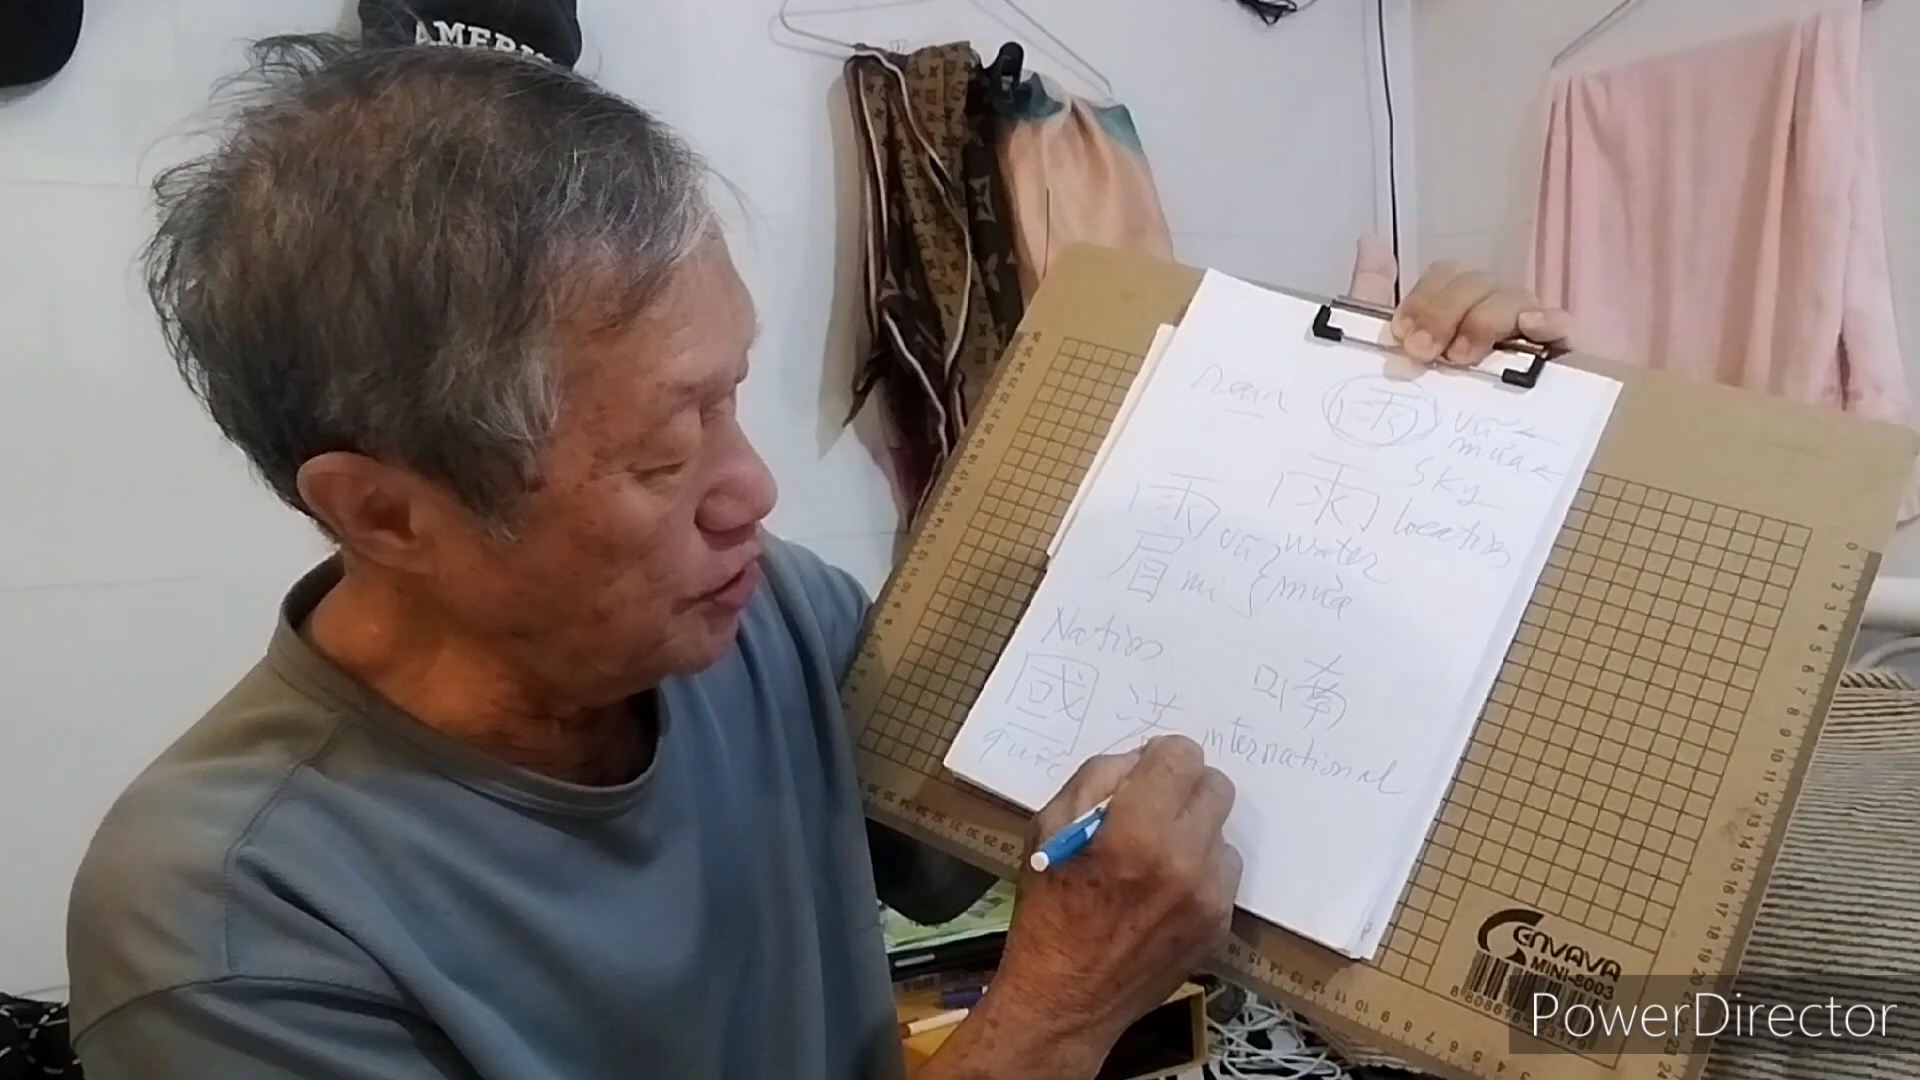 AMERI
rain 雨 vũ ←
mưa ←
sky
雨 雨 location
vũ water
眉 mi } mưa
Nation
國 漢
quốc international
ENVAVA
MINI-8003
PowerDirector